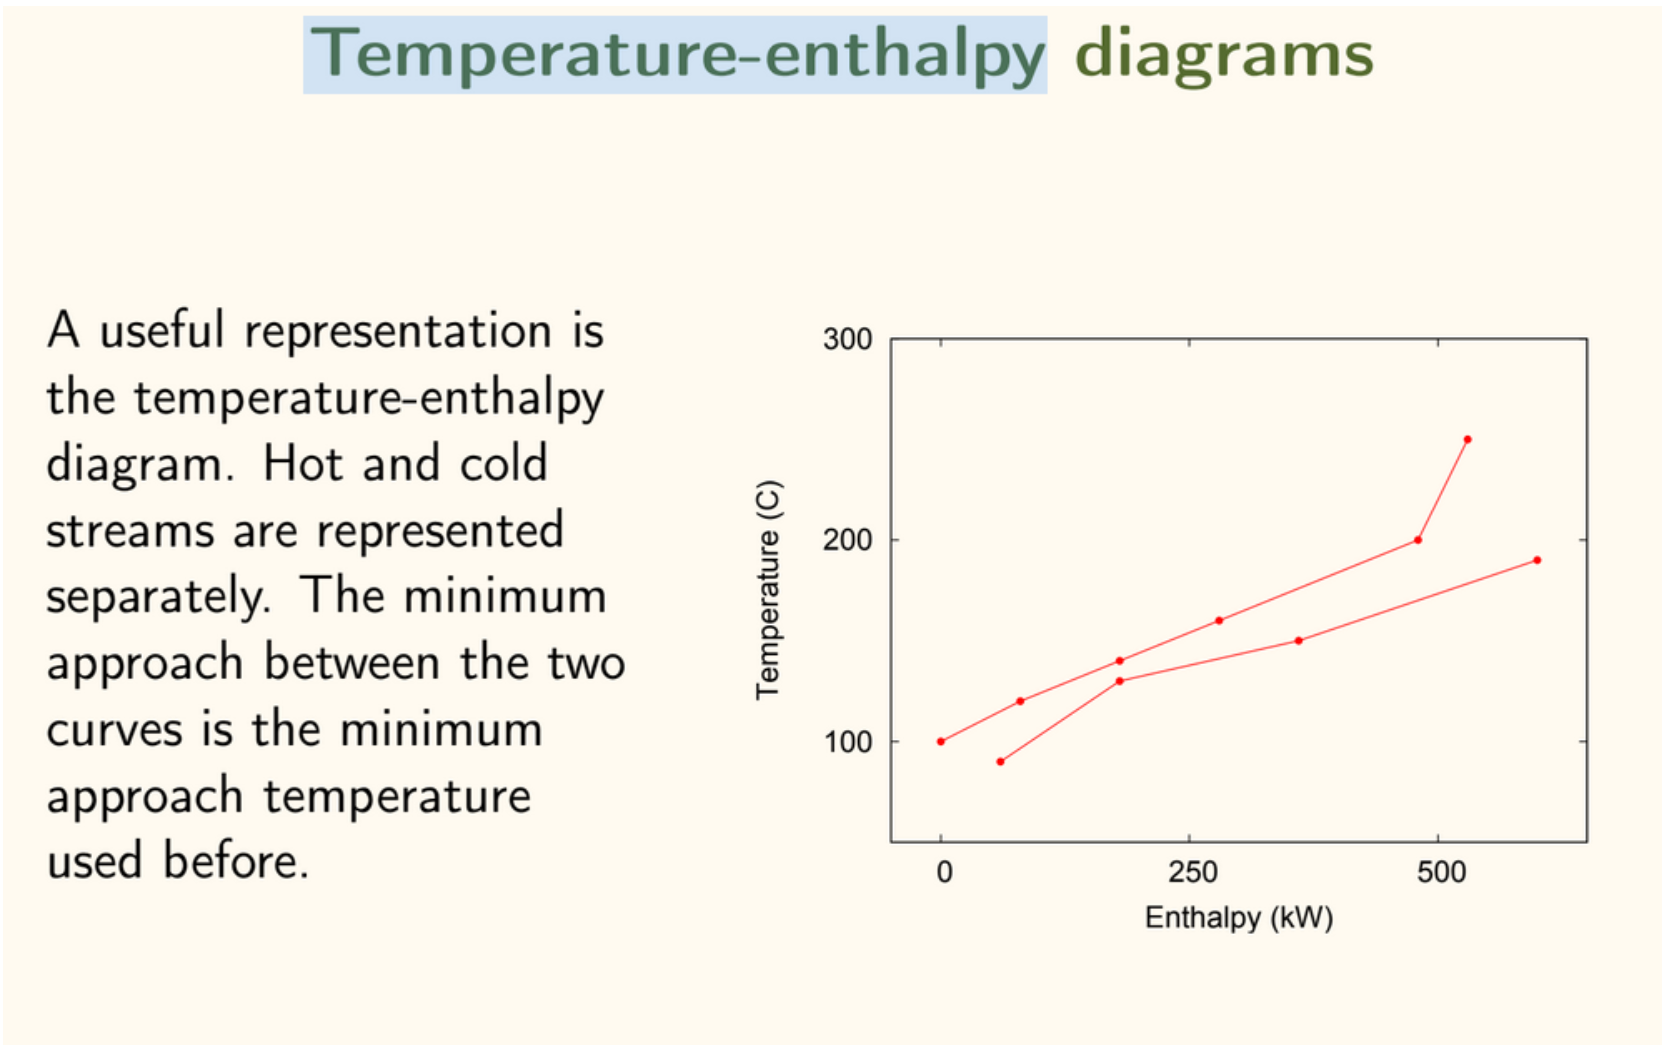 Temperature-enthalpy diagrams
A useful representation is
the temperature-enthalpy
diagram. Hot and cold
streams are represented
separately. The minimum
approach between the two
curves is the minimum
approach temperature
used before.
300
200
100
Temperature (C)
0 250 500
Enthalpy (kW)